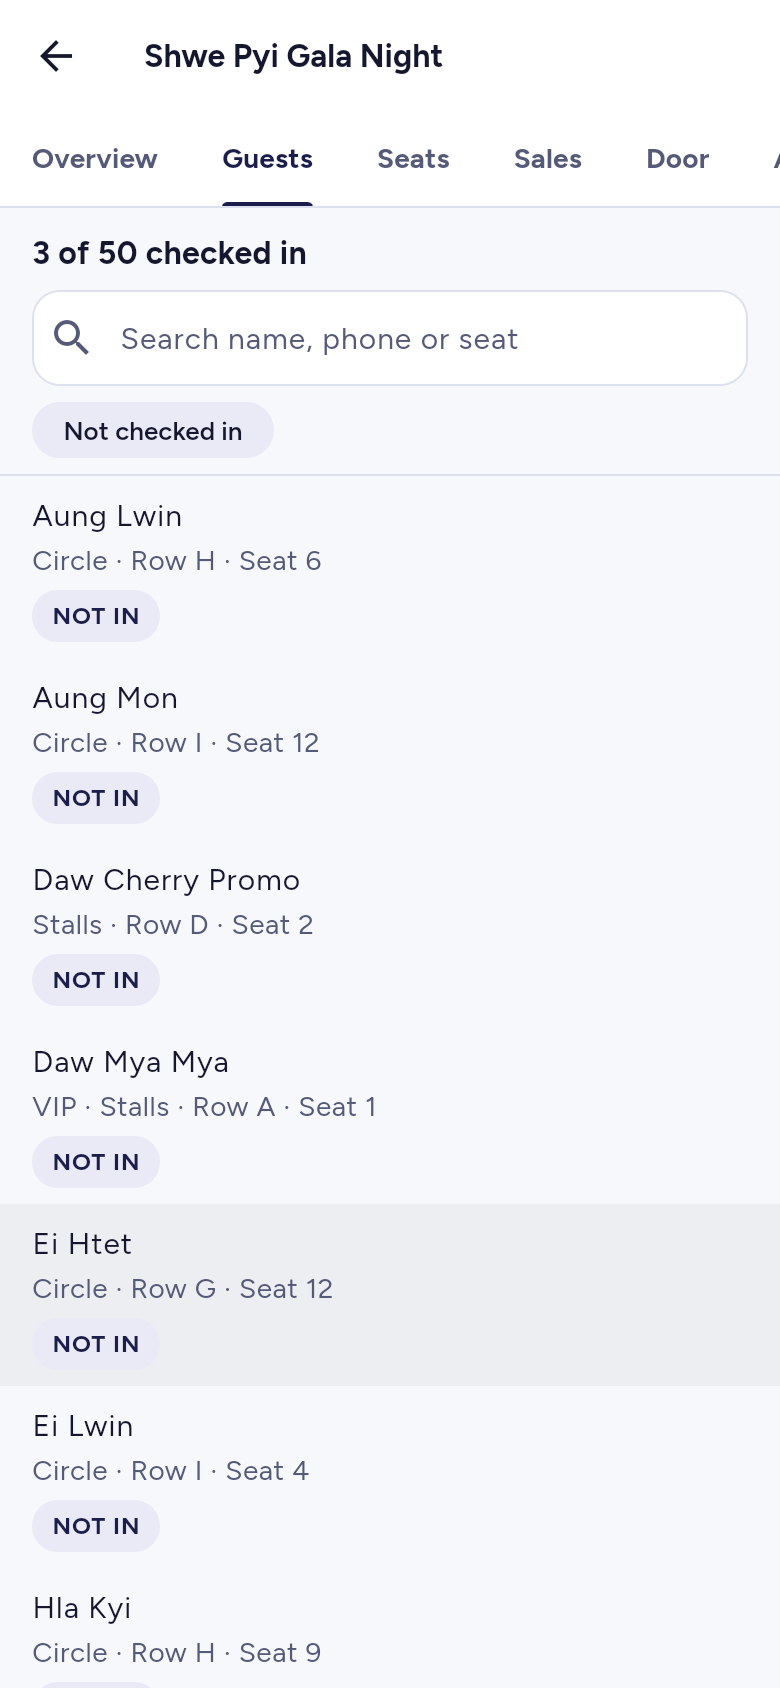 Shwe Pyi Gala Night
Overview Guests Seats Sales Door
3 of 50 checked in
Search name, phone or seat
Not checked in
Aung Lwin
Circle · Row H · Seat 6
NOT IN
Aung Mon
Circle · Row I · Seat 12
NOT IN
Daw Cherry Promo
Stalls · Row D · Seat 2
NOT IN
Daw Mya Mya
VIP · Stalls · Row A · Seat 1
NOT IN
Ei Htet
Circle · Row G · Seat 12
NOT IN
Ei Lwin
Circle · Row I · Seat 4
NOT IN
Hla Kyi
Circle · Row H · Seat 9